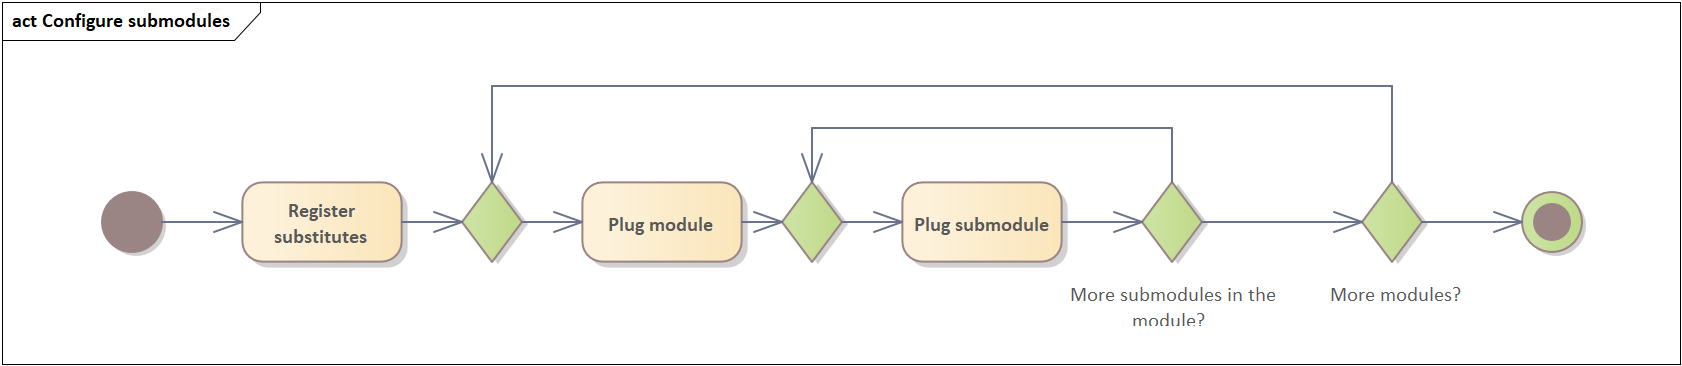 act Configure submodules
Register
substitutes
Plug module
Plug submodule
More submodules in the
module?
More modules?